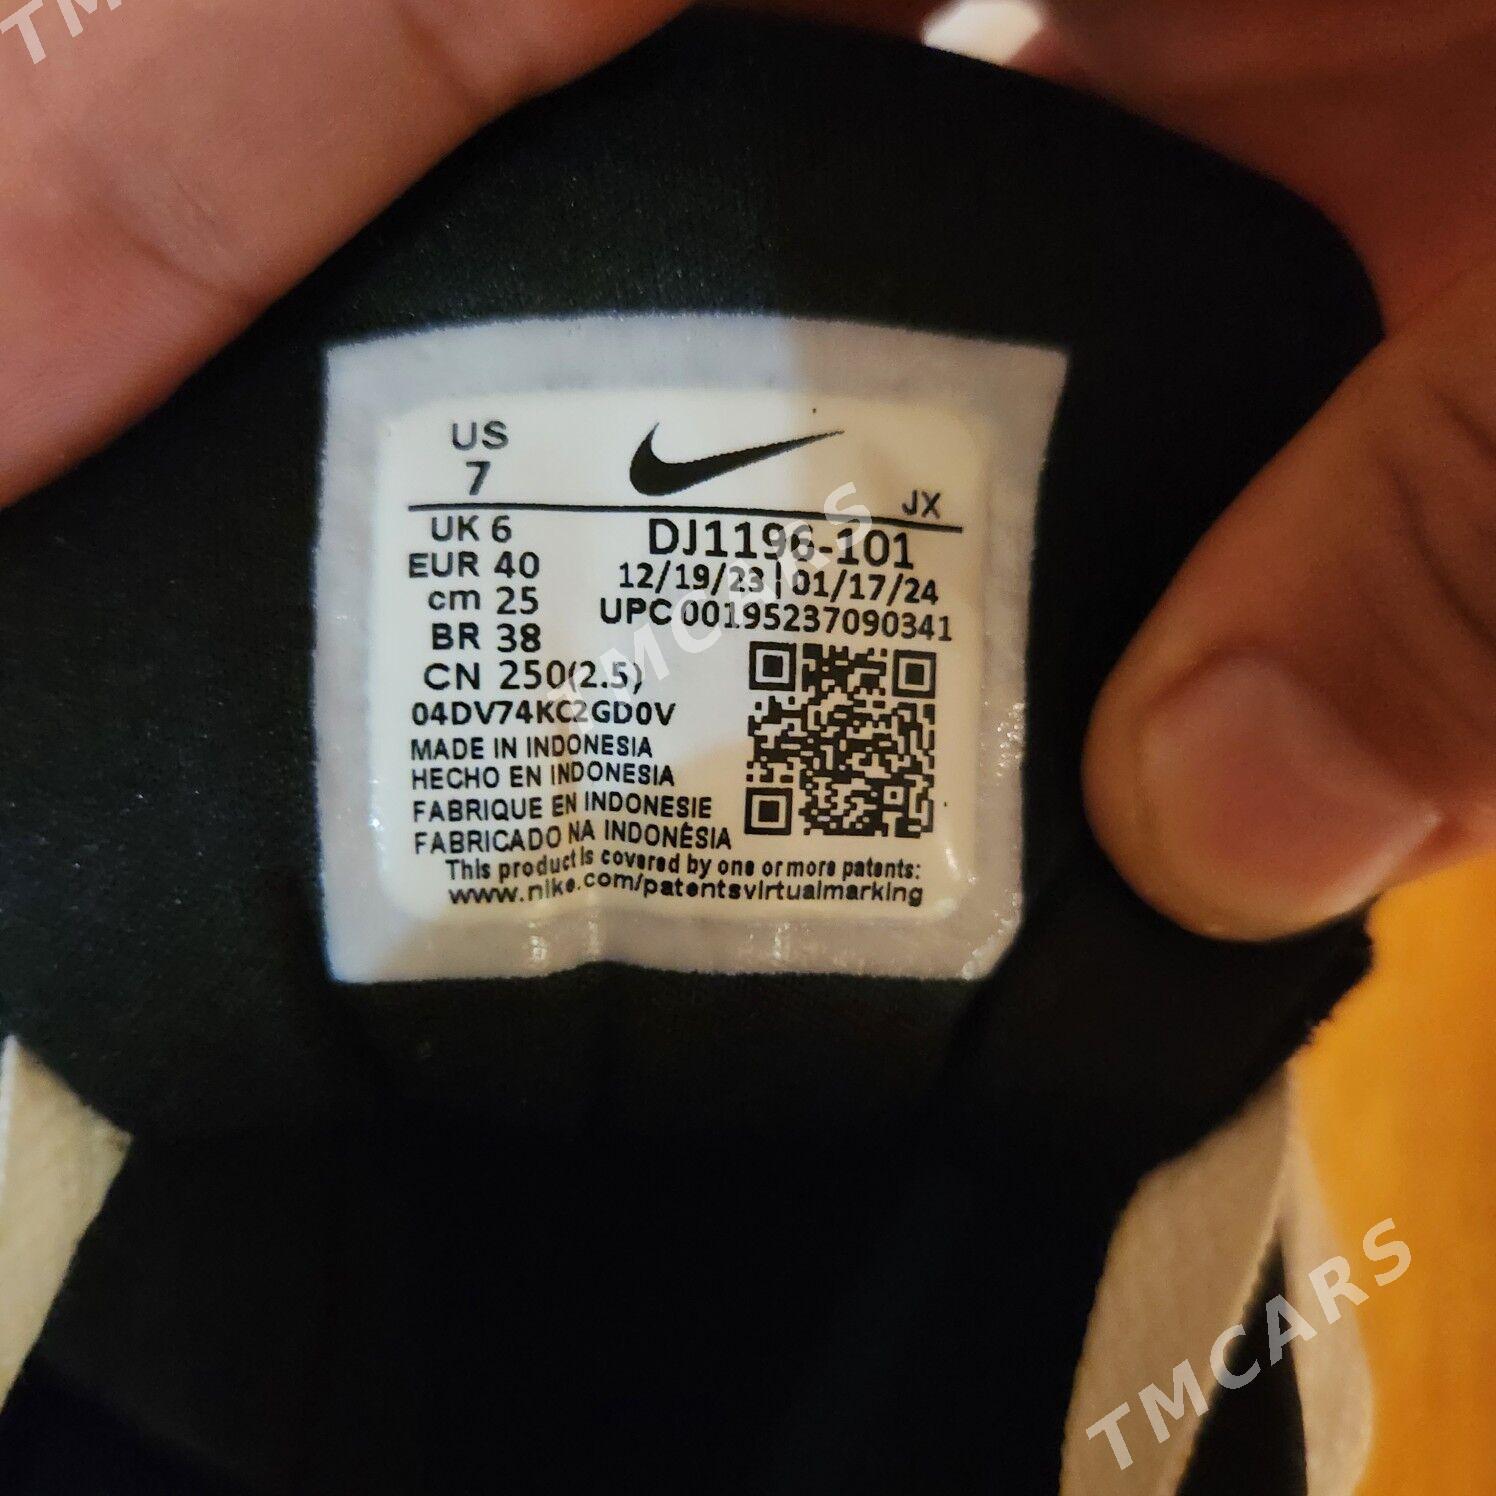 US
7
JX
UK 6
EUR 40
cm 25
BR 38
CN 250(2.5)
DJ1196-101
12/19/23 | 01/17/24
UPC 00195237090341
04DV74KC2GD0V
MADE IN INDONESIA
HECHO EN INDONESIA
FABRIQUE EN INDONESIE
FABRICADO NA INDONÉSIA
This product is covered by one or more patents:
www.nike.com/patentsvirtualmarking
TMCARS
TMCARS
TM